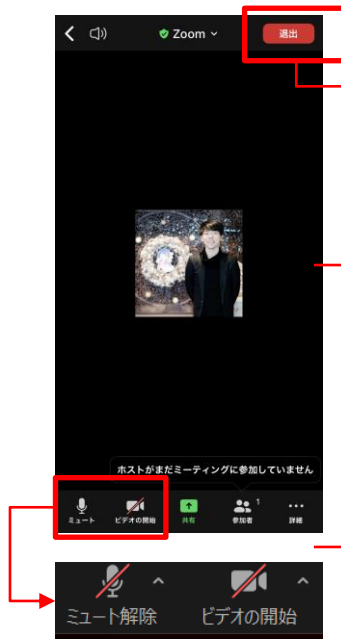 Zoom
退出
ホストがまだミーティングに参加していません
1
ミュート
ビデオの開始
共有
参加者
詳細
ミュート解除
ビデオの開始